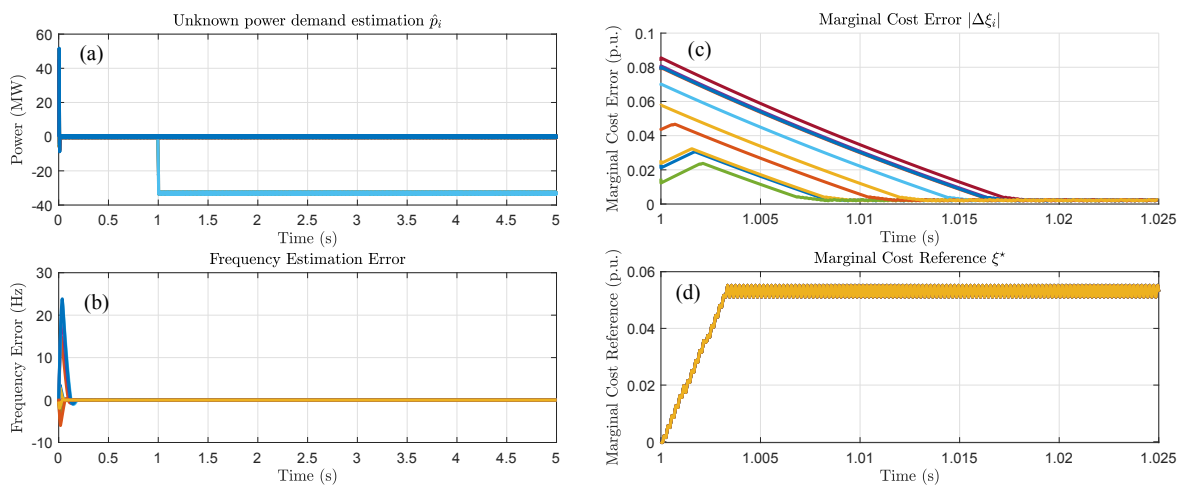 Unknown power demand estimation p̂ᵢ
(a)
Power (MW)
60
40
20
0
-20
-40
0 0.5 1 1.5 2 2.5 3 3.5 4 4.5 5
Time (s)
Frequency Estimation Error
(b)
Frequency Error (Hz)
30
20
10
0
-10
0 0.5 1 1.5 2 2.5 3 3.5 4 4.5 5
Time (s)
Marginal Cost Error |Δξᵢ|
(c)
Marginal Cost Error (p.u.)
0.1
0.08
0.06
0.04
0.02
0
1 1.005 1.01 1.015 1.02 1.025
Time (s)
Marginal Cost Reference ξ⋆
(d)
Marginal Cost Reference (p.u.)
0.06
0.04
0.02
0
1 1.005 1.01 1.015 1.02 1.025
Time (s)